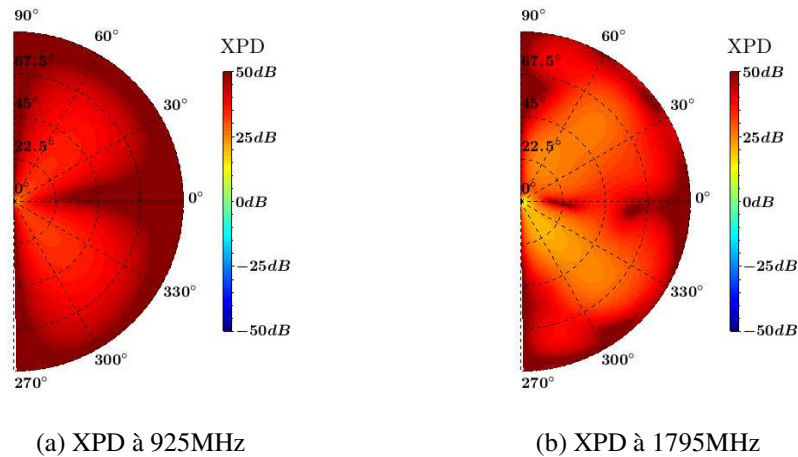 90°
60°
67.5°
45°
30°
22.5°
0°
0°
330°
300°
270°
XPD
50dB
25dB
0dB
−25dB
−50dB
(a) XPD à 925MHz
90°
60°
67.5°
45°
30°
22.5°
0°
0°
330°
300°
270°
XPD
50dB
25dB
0dB
−25dB
−50dB
(b) XPD à 1795MHz